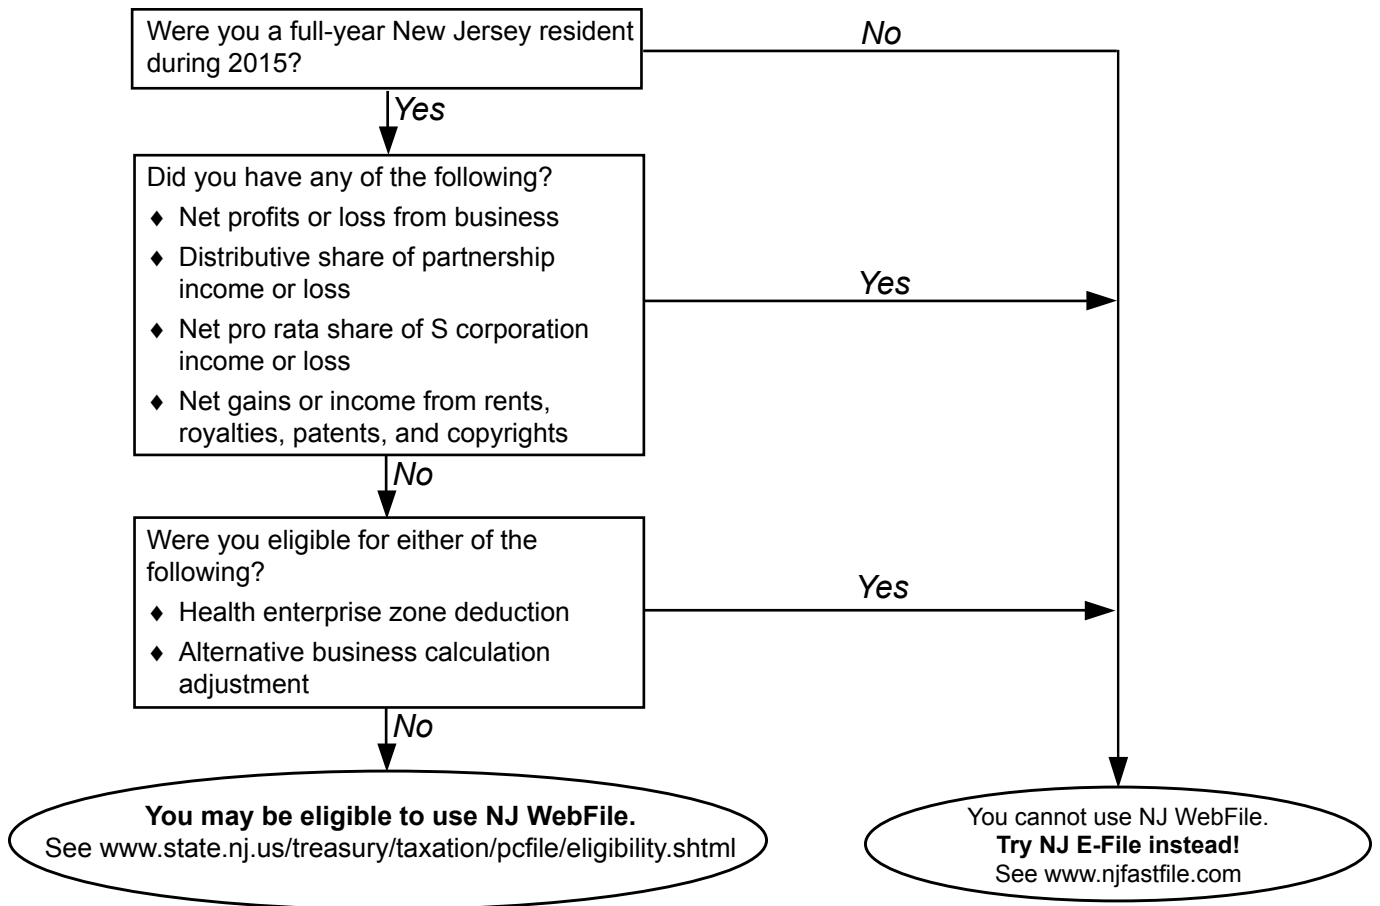 Were you a full-year New Jersey resident
during 2015?
No
Yes
Did you have any of the following?
♦ Net profits or loss from business
♦ Distributive share of partnership
income or loss
♦ Net pro rata share of S corporation
income or loss
♦ Net gains or income from rents,
royalties, patents, and copyrights
Yes
No
Were you eligible for either of the
following?
♦ Health enterprise zone deduction
♦ Alternative business calculation
adjustment
Yes
No
You may be eligible to use NJ WebFile.
See www.state.nj.us/treasury/taxation/pcfile/eligibility.shtml
You cannot use NJ WebFile.
Try NJ E-File instead!
See www.njfastfile.com